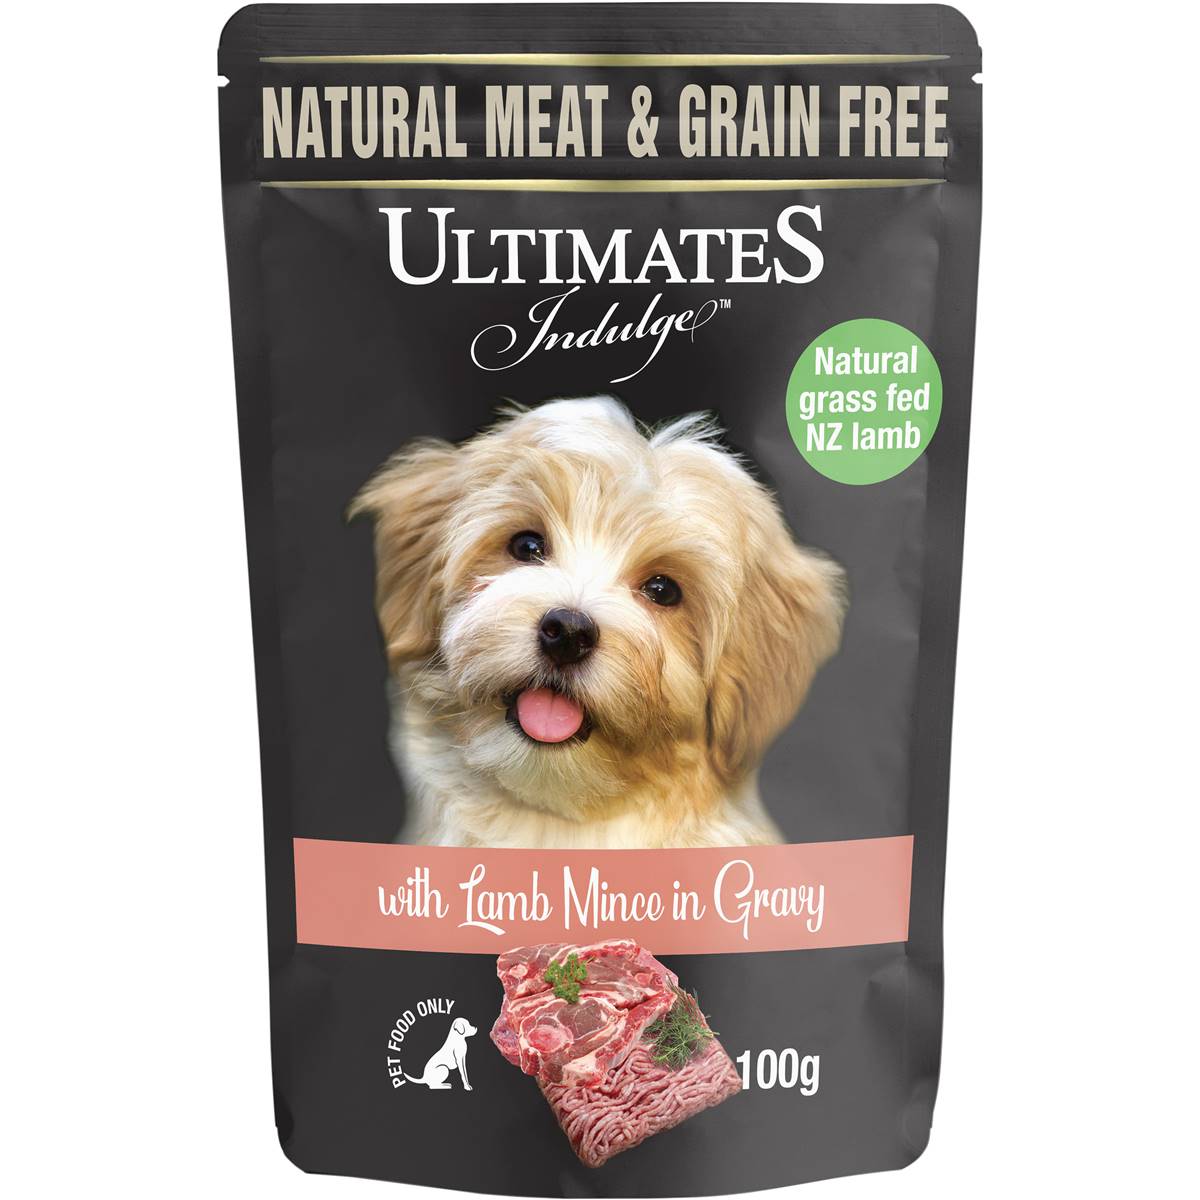 NATURAL MEAT & GRAIN FREE
ULTIMATES
Indulge™
Natural
grass fed
NZ lamb
with Lamb Mince in Gravy
PET FOOD ONLY
100g